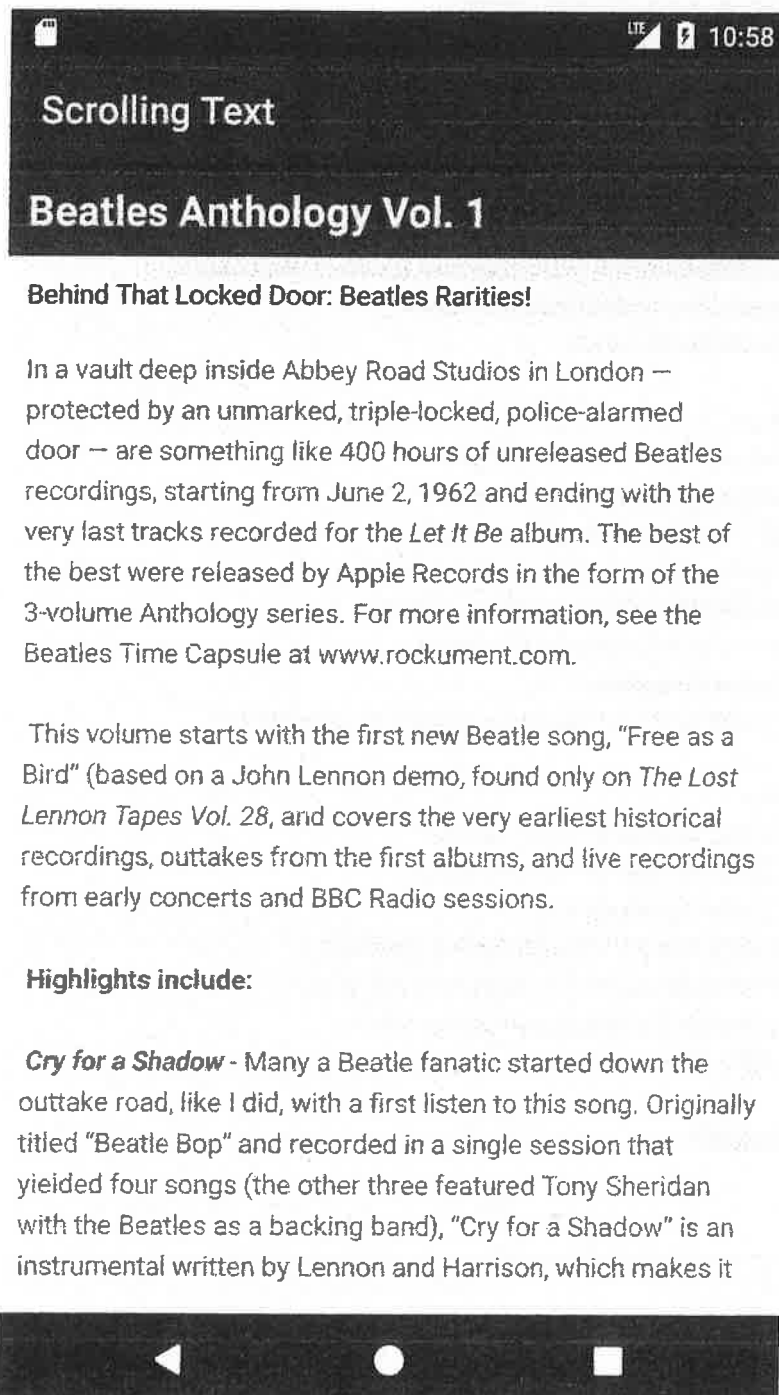 LTE 10:58
Scrolling Text
Beatles Anthology Vol. 1
Behind That Locked Door: Beatles Rarities!
In a vault deep inside Abbey Road Studios in London —
protected by an unmarked, triple-locked, police-alarmed
door — are something like 400 hours of unreleased Beatles
recordings, starting from June 2, 1962 and ending with the
very last tracks recorded for the Let It Be album. The best of
the best were released by Apple Records in the form of the
3-volume Anthology series. For more information, see the
Beatles Time Capsule at www.rockument.com.
This volume starts with the first new Beatle song, “Free as a
Bird” (based on a John Lennon demo, found only on The Lost
Lennon Tapes Vol. 28, and covers the very earliest historical
recordings, outtakes from the first albums, and live recordings
from early concerts and BBC Radio sessions.
Highlights include:
Cry for a Shadow - Many a Beatle fanatic started down the
outtake road, like I did, with a first listen to this song. Originally
titled “Beatle Bop” and recorded in a single session that
yielded four songs (the other three featured Tony Sheridan
with the Beatles as a backing band), “Cry for a Shadow” is an
instrumental written by Lennon and Harrison, which makes it